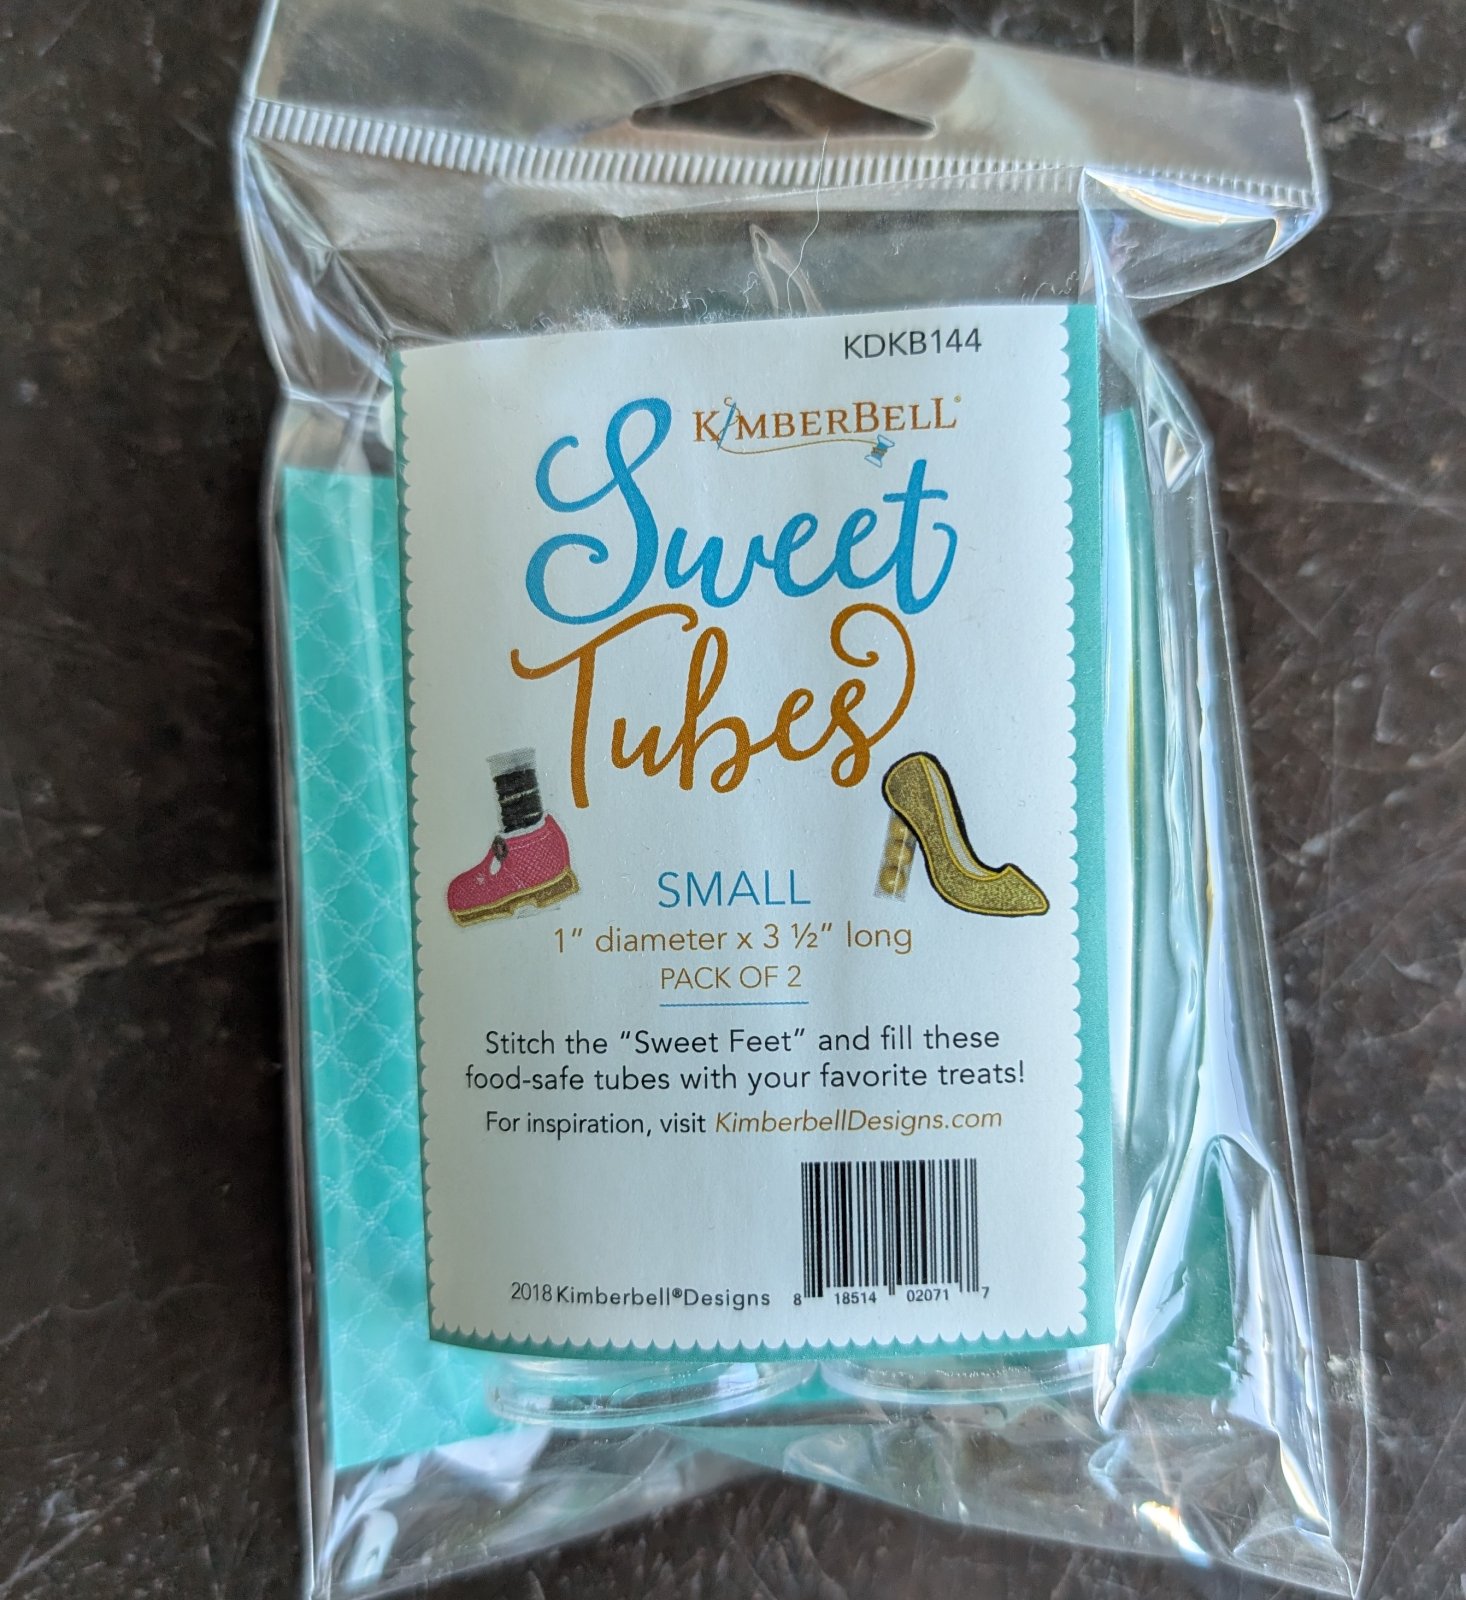 KDKB144
KIMBERBELL®
Sweet
Tubes
SMALL
1” diameter x 3 ½” long
PACK OF 2
Stitch the “Sweet Feet” and fill these
food-safe tubes with your favorite treats!
For inspiration, visit KimberbellDesigns.com
2018 Kimberbell®Designs
8 18514 02071 7